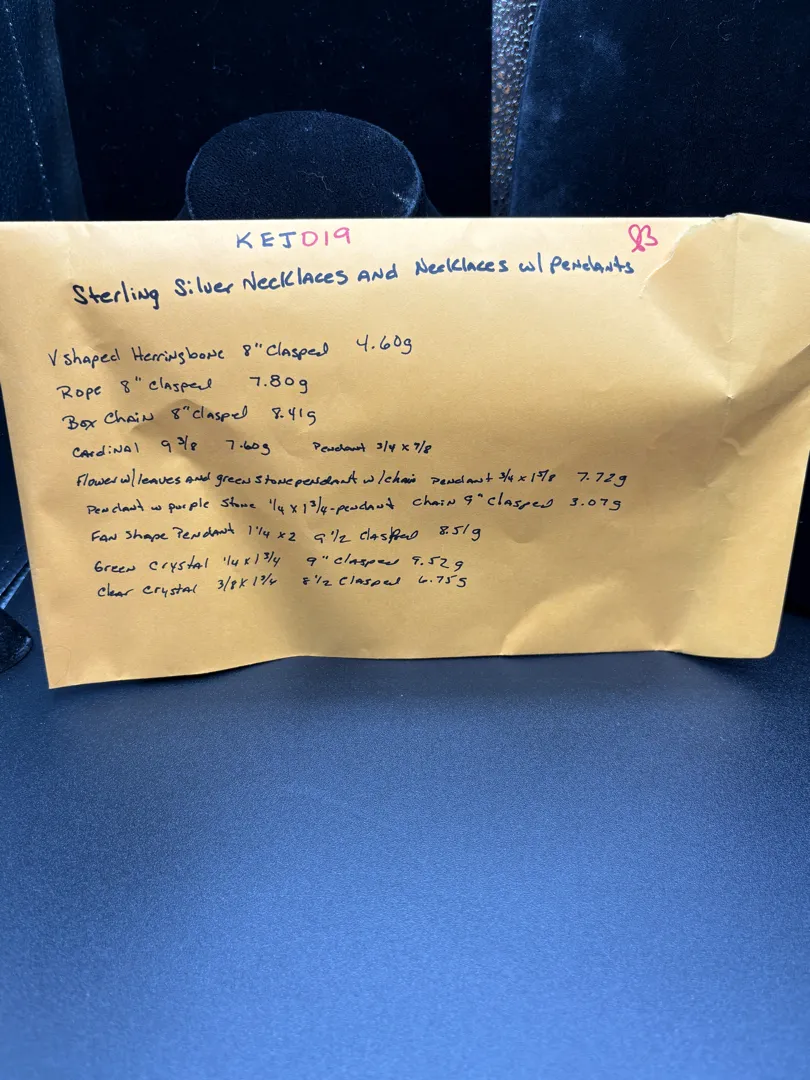 KEJD19
Sterling Silver Necklaces And Necklaces w/ Pendants
V shaped Herringbone 8" Clasped 4.60g
Rope 8" clasped 7.80g
Box Chain 8" clasped 8.41g
Cardinal 9 3/8 7.60g Pendant 3/4 x 7/8
Flower w/ leaves and green stone pendant w/ chain Pendant 3/4 x 7.72g
Pendant w purple Stone 1/4 x 1 3/4-pendant Chain 9" Clasped 3.07g
Fan Shape Pendant 1 1/4 x 2 9 1/2 Clasped 8.51g
Green Crystal 1/4 x 1 3/4 9" Clasped 9.52g
Clear Crystal 3/8 x 1 3/4 8 1/2 Clasped 6.75g